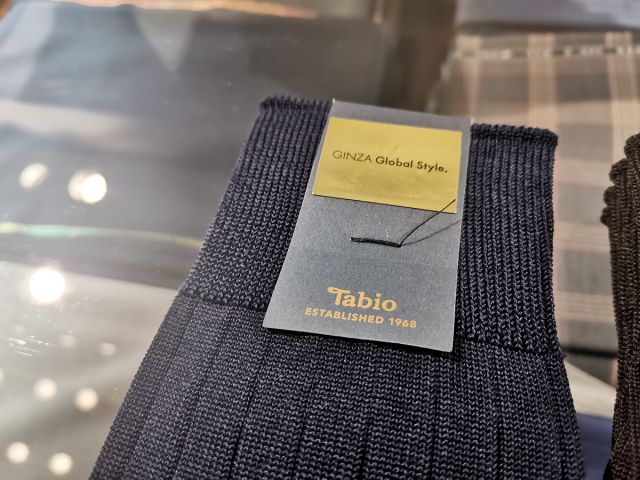 GINZA Global Style.
Tabio
ESTABLISHED 1968